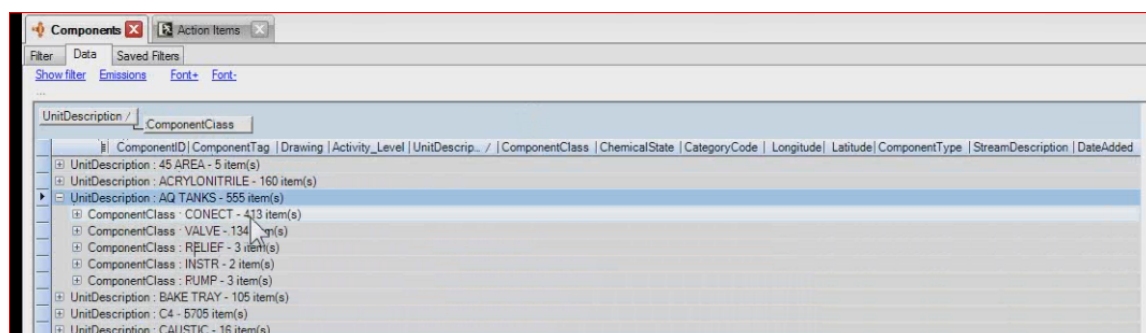 Components Action Items
Filter Data Saved Filters
Show filter Emissions Font+ Font-
...
UnitDescription /
ComponentClass
ComponentID ComponentTag Drawing Activity_Level UnitDescrip... / ComponentClass ChemicalState CategoryCode Longitude Latitude ComponentType StreamDescription DateAdded
UnitDescription : 45 AREA - 5 item(s)
UnitDescription : ACRYLONITRILE - 160 item(s)
UnitDescription : AQ TANKS - 555 item(s)
ComponentClass : CONECT - 413 item(s)
ComponentClass : VALVE - 134 item(s)
ComponentClass : RELIEF - 3 item(s)
ComponentClass : INSTR - 2 item(s)
ComponentClass : PUMP - 3 item(s)
UnitDescription : BAKE TRAY - 105 item(s)
UnitDescription : C4 - 5705 item(s)
UnitDescription : CAUSTIC - 16 item(s)